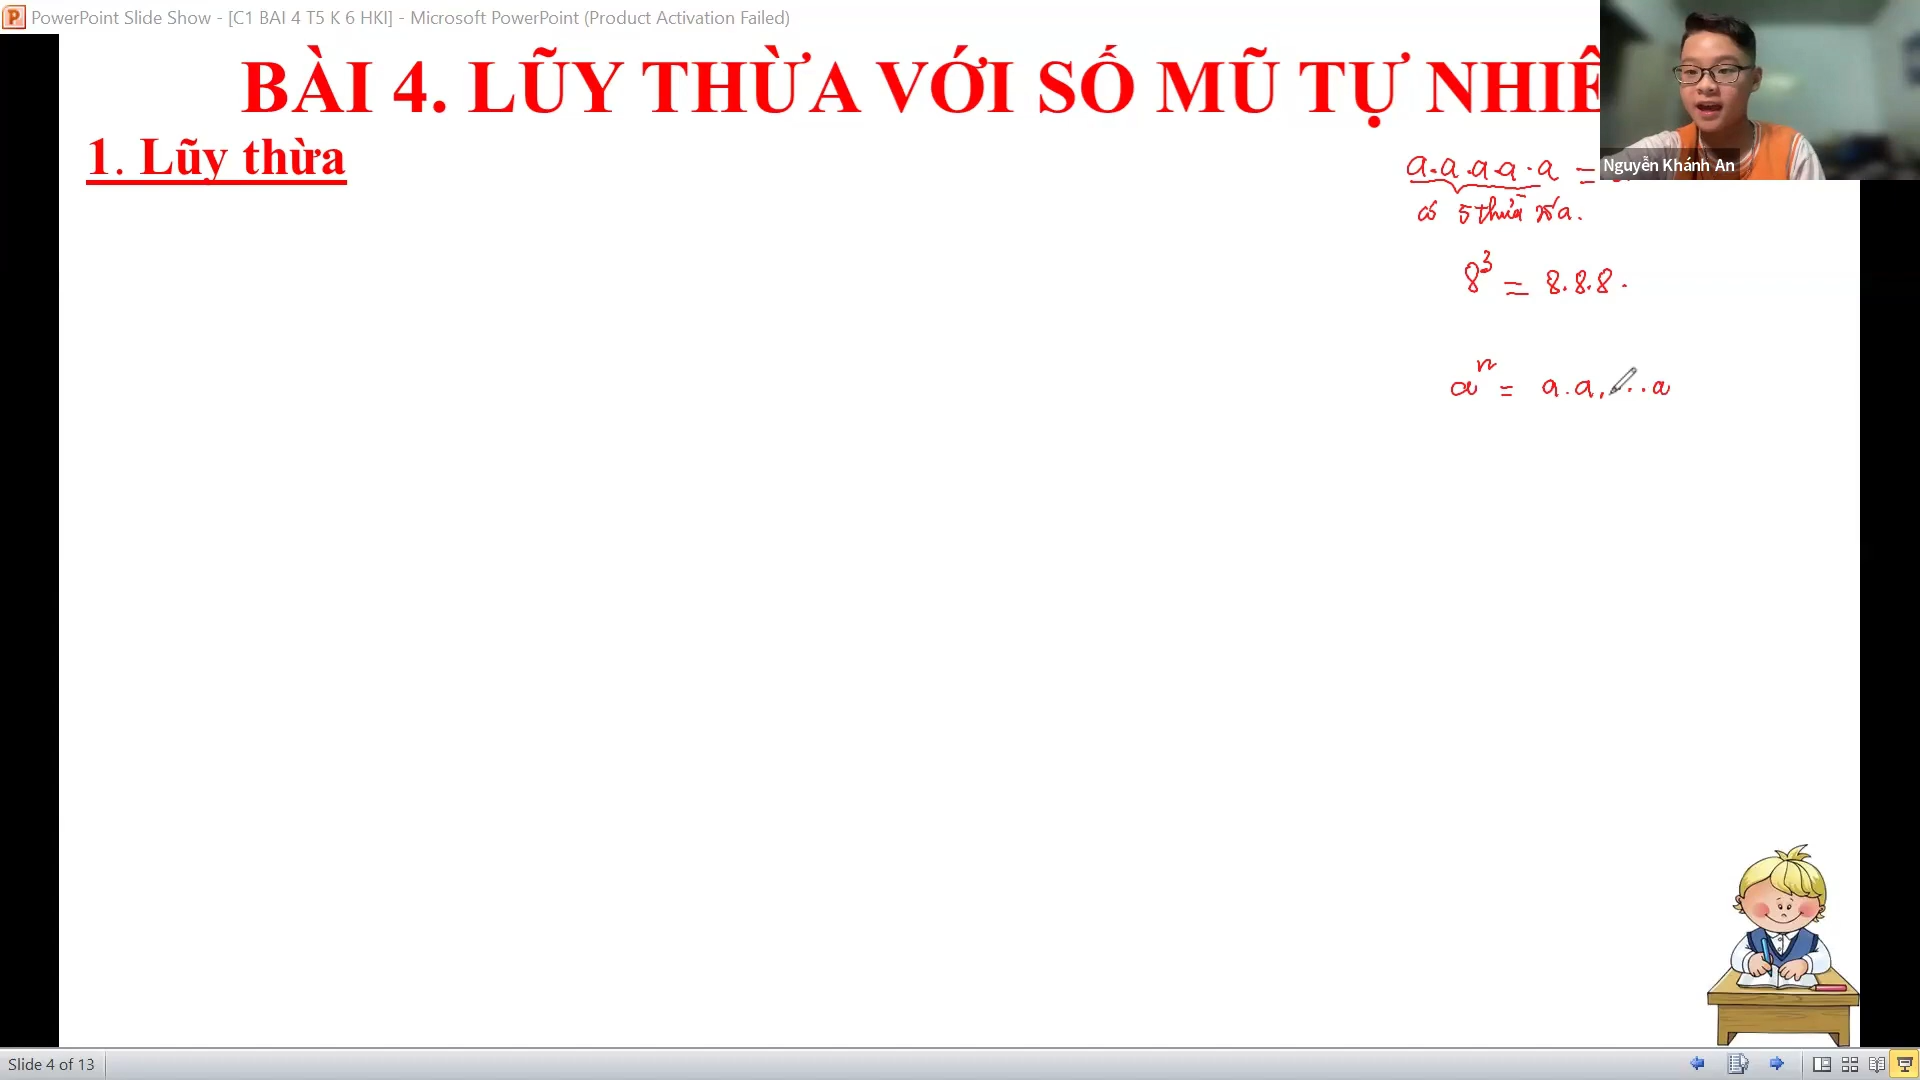 PowerPoint Slide Show - [C1 BAI 4 T5 K 6 HKI] - Microsoft PowerPoint (Product Activation Failed)
BÀI 4. LŨY THỪA VỚI SỐ MŨ TỰ NHIÊ
1. Lũy thừa
Nguyễn Khánh An
a.a.a.a.a =
có 5 thừa số a.
8³ = 8.8.8.
aⁿ = a.a. ... a
Slide 4 of 13